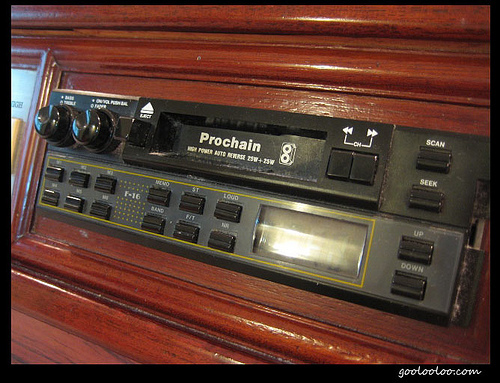 BASS
TREBLE
ON/VOL PUSH BAL
FADER
EJECT
Prochain
HIGH POWER AUTO REVERSE 25W+25W
CH
SCAN
SEEK
UP
DOWN
MEMO
ST
LOUD
F-16
BAND
goolooloo.com